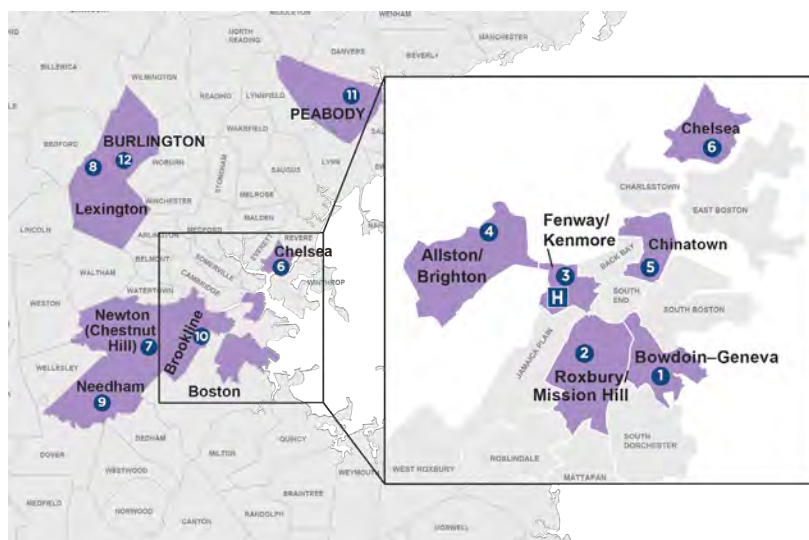 MANCHESTER
WENHAM
NORTH
READING
DANVERS
BEVERLY
BILLERICA
WILMINGTON
READING
LYNNFIELD
11
PEABODY
BURLINGTON
WAKEFIELD
BEDFORD
8
12
WOBURN
STONEHAM
SAUGUS
LYNN
Lexington
WINCHESTER
MELROSE
MALDEN
LINCOLN
ARLINGTON
MEDFORD
REVERE
EVERETT
BELMONT
SOMERVILLE
Chelsea
6
WALTHAM
CAMBRIDGE
WINTHROP
WATERTOWN
WESTON
Newton
(Chestnut
Hill)
7
Brookline
10
WELLESLEY
Needham
9
Boston
DEDHAM
QUINCY
DOVER
MILTON
WESTWOOD
WEYMOUTH
BRAINTREE
MEDFIELD
NORWOOD
CANTON
RANDOLPH
NORWELL
Chelsea
6
CHARLESTOWN
EAST BOSTON
4
Allston/
Brighton
Fenway/
Kenmore
3
H
BACK BAY
Chinatown
5
SOUTH
END
SOUTH BOSTON
JAMAICA PLAIN
2
Roxbury/
Mission Hill
Bowdoin–Geneva
1
SOUTH
DORCHESTER
ROSLINDALE
WEST ROXBURY
MATTAPAN